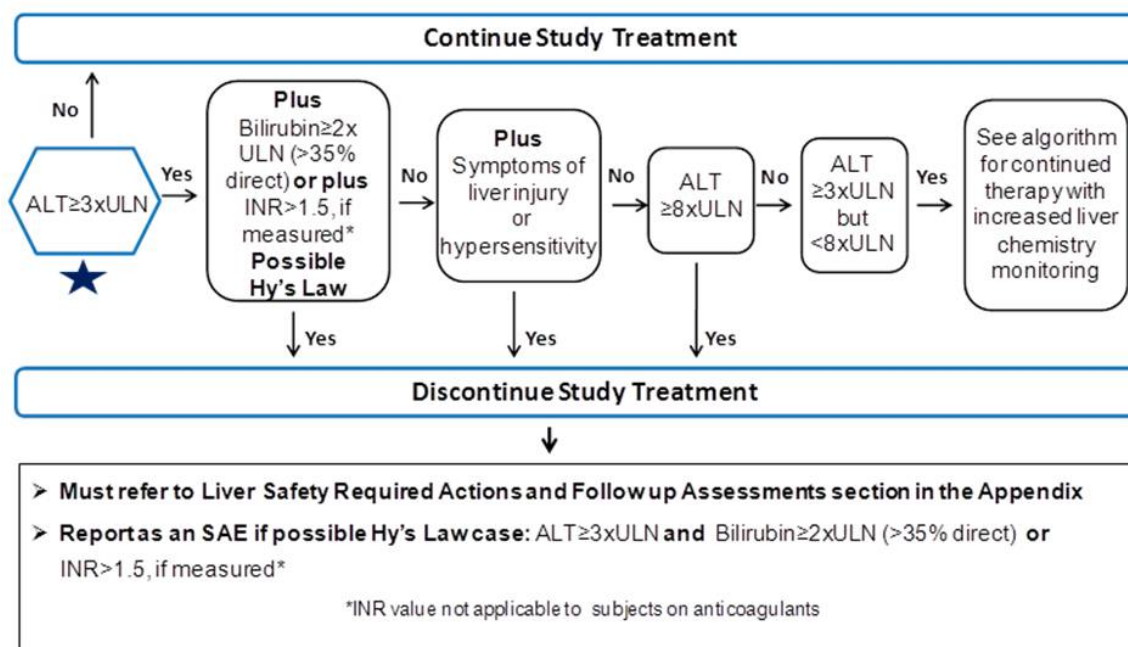 Continue Study Treatment
No
ALT≥3xULN
Yes
Plus
Bilirubin≥2x
ULN (>35%
direct) or plus
INR>1.5, if
measured*
Possible
Hy's Law
No
Plus
Symptoms of
liver injury
or
hypersensitivity
No
ALT
≥8xULN
No
ALT
≥3xULN
but
<8xULN
Yes
See algorithm
for continued
therapy with
increased liver
chemistry
monitoring
Yes
Yes
Yes
Discontinue Study Treatment
➢ Must refer to Liver Safety Required Actions and Follow up Assessments section in the Appendix
➢ Report as an SAE if possible Hy's Law case: ALT≥3xULN and Bilirubin≥2xULN (>35% direct) or
INR>1.5, if measured*
*INR value not applicable to subjects on anticoagulants